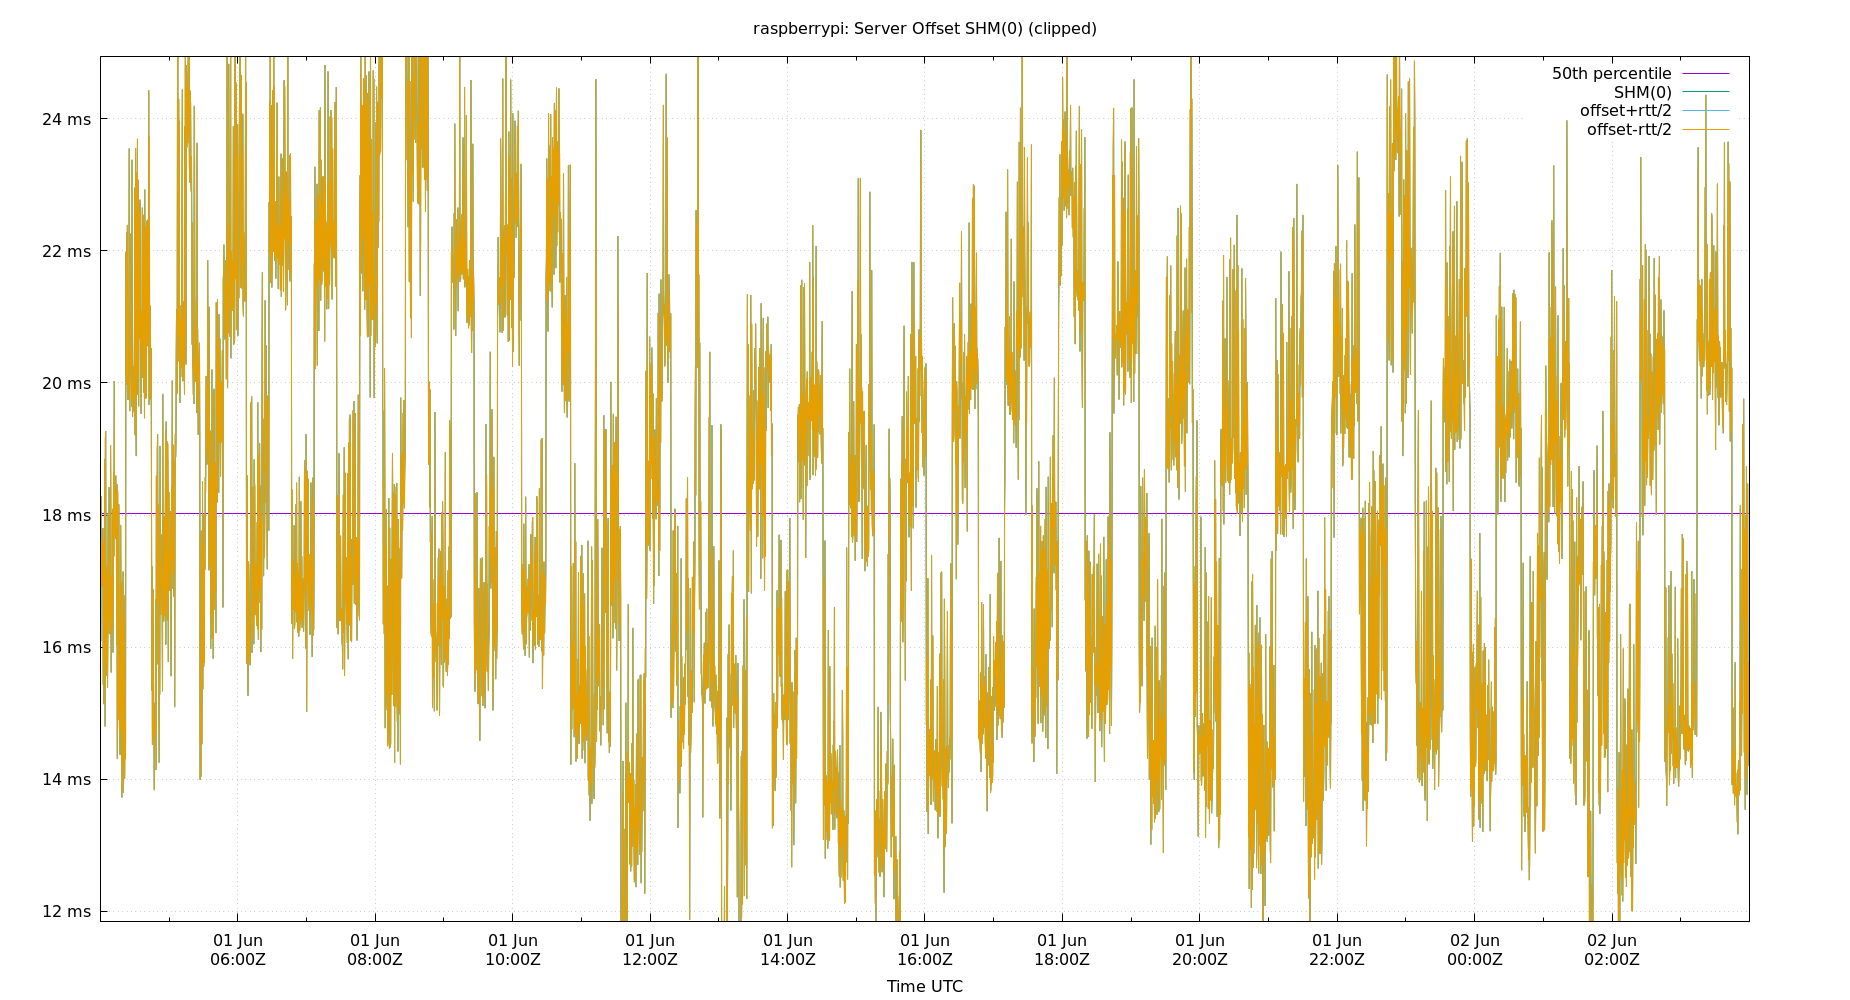 raspberrypi: Server Offset SHM(0) (clipped)
50th percentile
SHM(0)
offset+rtt/2
offset-rtt/2
24 ms
22 ms
20 ms
18 ms
16 ms
14 ms
12 ms
01 Jun 01 Jun 01 Jun 01 Jun 01 Jun 01 Jun 01 Jun 01 Jun 01 Jun 02 Jun 02 Jun
06:00Z 08:00Z 10:00Z 12:00Z 14:00Z 16:00Z 18:00Z 20:00Z 22:00Z 00:00Z 02:00Z
Time UTC